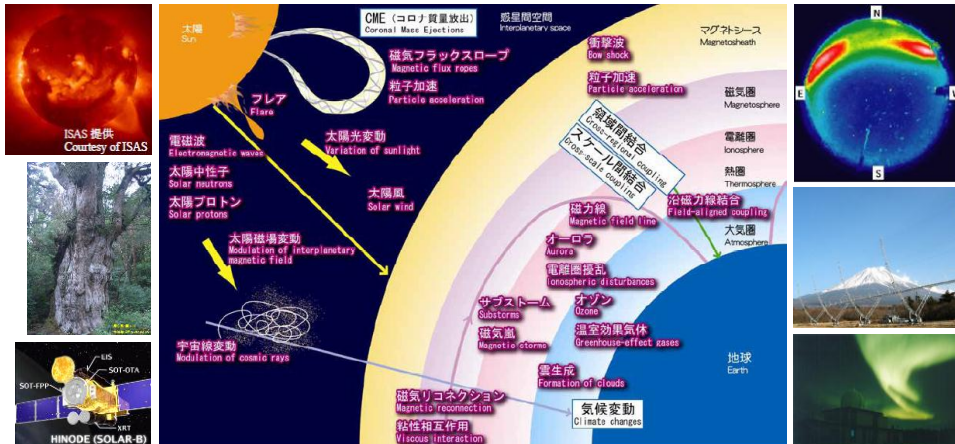 ISAS 提供
Courtesy of ISAS
EIS
SOT-OTA
SOT-FPP
XRT
HINODE (SOLAR-B)
太陽
Sun
CME (コロナ質量放出)
Coronal Mass Ejections
惑星間空間
Interplanetary space
マグネトシース
Magnetosheath
磁気フラックスロープ
Magnetic flux ropes
粒子加速
Particle acceleration
フレア
Flare
衝撃波
Bow shock
粒子加速
Particle acceleration
磁気圏
Magnetosphere
電離圏
Ionosphere
熱圏
Thermosphere
大気圏
Atmosphere
領域間結合
Cross-regional coupling
スケール間結合
Cross-scale couplings
電磁波
Electromagnetic waves
太陽光変動
Variation of sunlight
太陽中性子
Solar neutrons
太陽プロトン
Solar protons
太陽風
Solar wind
太陽磁場変動
Modulation of interplanetary
magnetic field
磁力線
Magnetic field line
沿磁力線結合
Field-aligned coupling
オーロラ
Aurora
電離圏擾乱
Ionospheric disturbances
サブストーム
Substorms
オゾン
Ozone
磁気嵐
Magnetic storms
温室効果気体
Greenhouse-effect gases
宇宙線変動
Modulation of cosmic rays
雲生成
Formation of clouds
地球
Earth
磁気リコネクション
Magnetic reconnection
粘性相互作用
Viscous interaction
気候変動
Climate changes
N
E
W
S